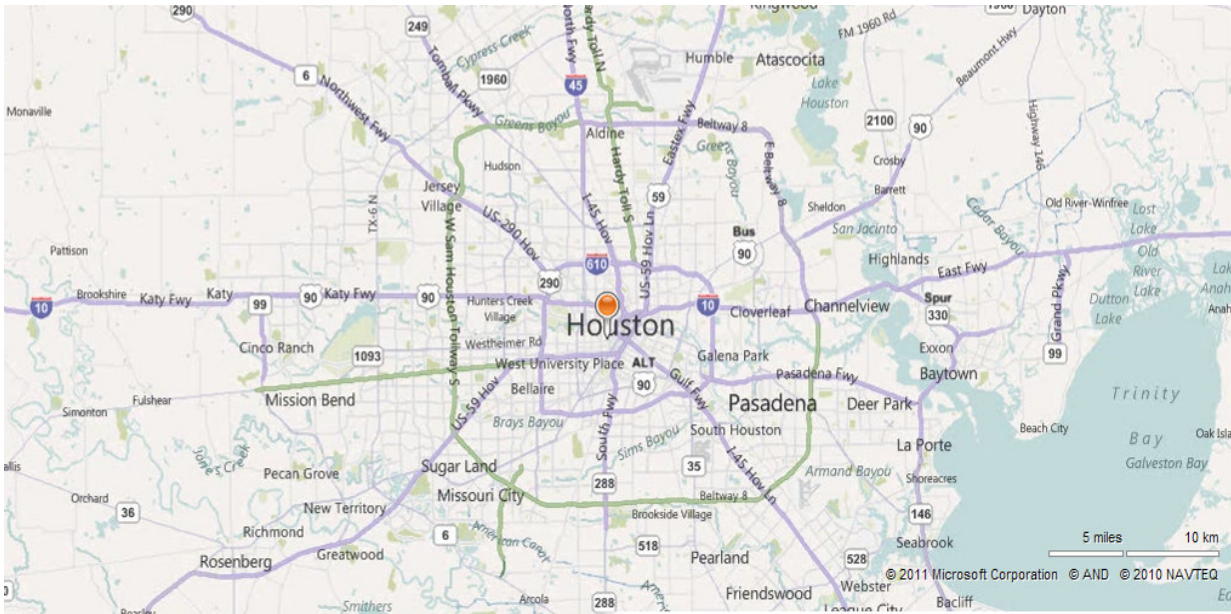 290
249
North Fwy
Hardy Toll N
Kingwood
FM 1960 Rd
1960
Dayton
Cypress Creek
Humble
Atascocita
Beaumont Hwy
6
Tomball Pkwy
1960
45
Lake
Houston
Monaville
Northwest Fwy
Greens Bayou
Aldine
Beltway 8
Eastex Fwy
2100
90
Highway 146
Hudson
Hardy Toll S
Greens Bayou
E Beltway 8
Crosby
Barrett
Jersey
Village
TX-6 N
I-45 Hov
59
Sheldon
Cedar Bayou
Old River-Winfree
Lost
Lake
US-290 Hov
US-59 Hov Ln
Bus
90
San Jacinto
Old
River
Lake
Pattison
W Sam Houston Tollway S
290
610
Highlands
East Fwy
Grand Pkwy
Dutton
Lake
10
Brookshire
Katy Fwy
Katy
99
90
Katy Fwy
90
Hunters Creek
Village
10
Cloverleaf
Channelview
Spur
330
Houston
Cinco Ranch
1093
Westheimer Rd
West University Place
ALT
90
Galena Park
Pasadena Fwy
Exxon
Baytown
99
Simonton
Fulshear
Mission Bend
US-59 Hov
Bellaire
Gulf Fwy
Pasadena
Deer Park
Trinity
Bay
Brays Bayou
South Fwy
Sims Bayou
South Houston
La Porte
Beach City
Galveston Bay
Jones Creek
Pecan Grove
Sugar Land
35
I-45 Hov Ln
Armand Bayou
Shoreacres
Orchard
36
New Territory
Missouri City
288
Beltway 8
Brookside Village
146
Richmond
6
American Canal
518
Seabrook
Rosenberg
Greatwood
Pearland
528
Webster
5 miles
10 km
Smithers
Arcola
288
Friendswood
League City
Bacliff
© 2011 Microsoft Corporation © AND © 2010 NAVTEQ